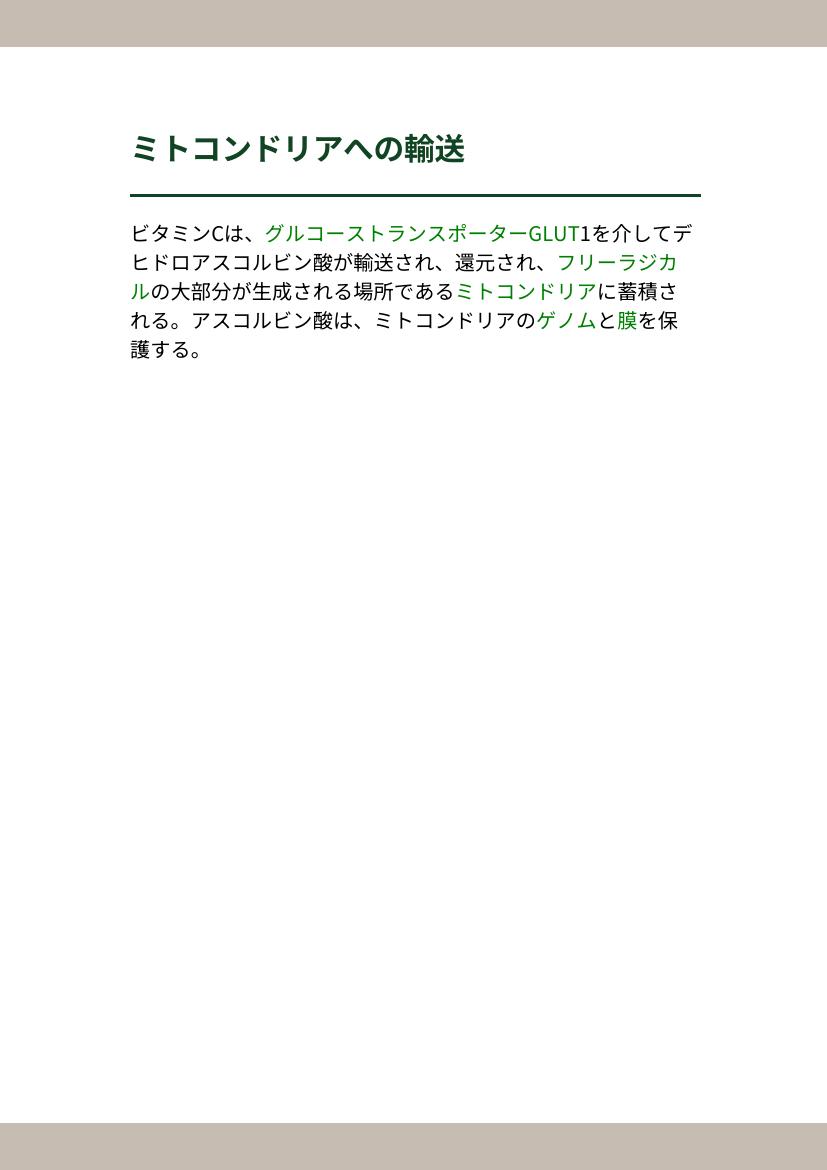 ミトコンドリアへの輸送
ビタミンCは、グルコーストランスポーターGLUT1を介してデ
ヒドロアスコルビン酸が輸送され、還元され、フリーラジカ
ルの大部分が生成される場所であるミトコンドリアに蓄積さ
れる。アスコルビン酸は、ミトコンドリアのゲノムと膜を保
護する。